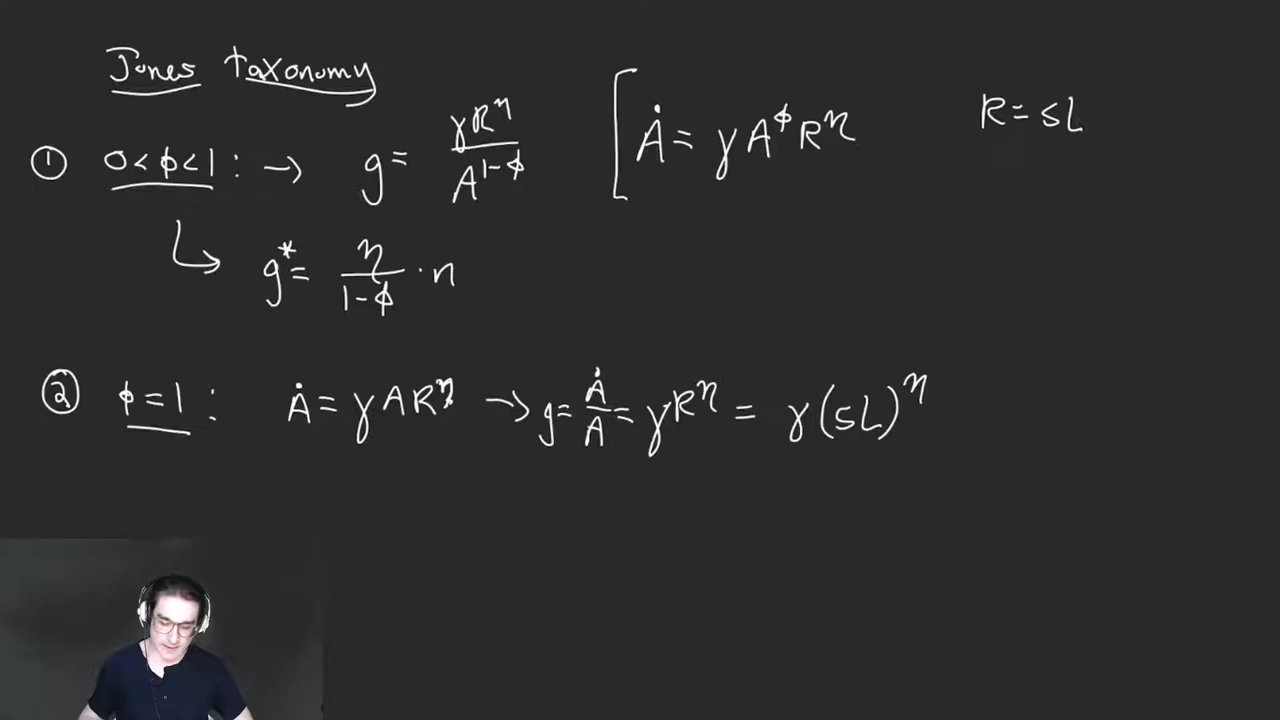 Jones taxonomy
① 0<φ<1: → g = γR^η / A^{1-φ} [ Ȧ = γA^φ R^η R = sL
↳ g* = η / (1-φ) · n
② φ=1: Ȧ = γAR^η → g = Ȧ/A = γR^η = γ(sL)^η